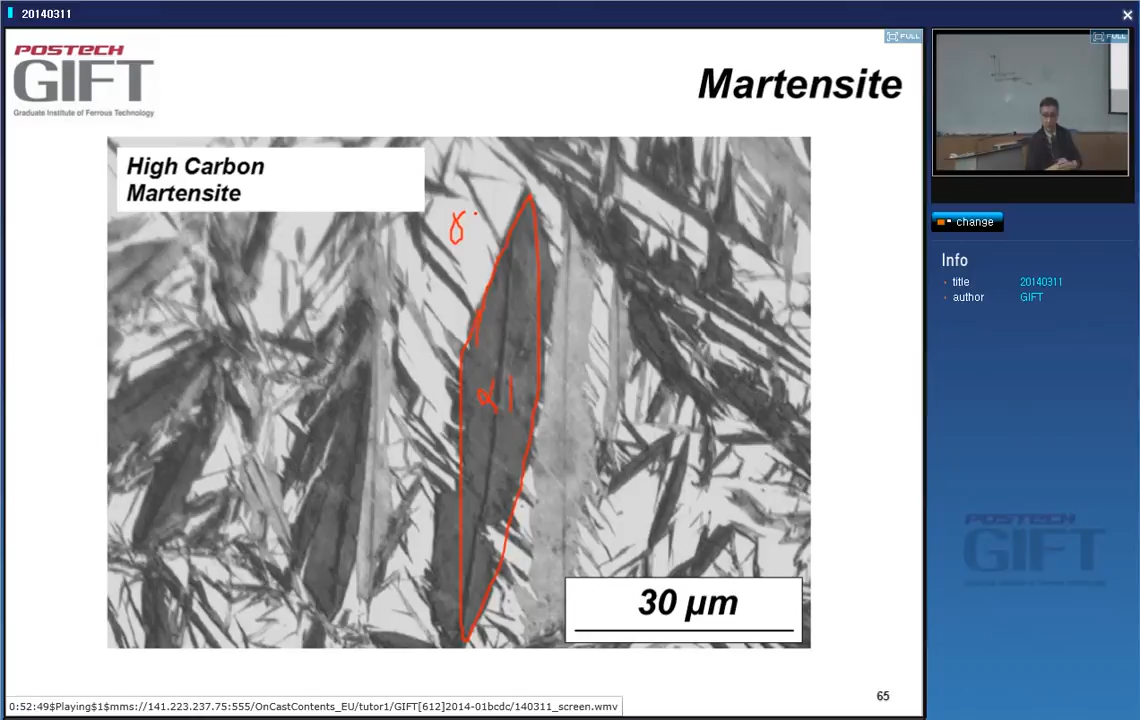 20140311
POSTECH
GIFT
Graduate Institute of Ferrous Technology
FULL
Martensite
High Carbon
Martensite
γ
α'
30 µm
65
0:52:49$Playing$1$mms://141.223.237.75:555/OnCastContents_EU/tutor1/GIFT[612]2014-01bcdc/140311_screen.wmv
FULL
change
Info
title 20140311
author GIFT
POSTECH
GIFT